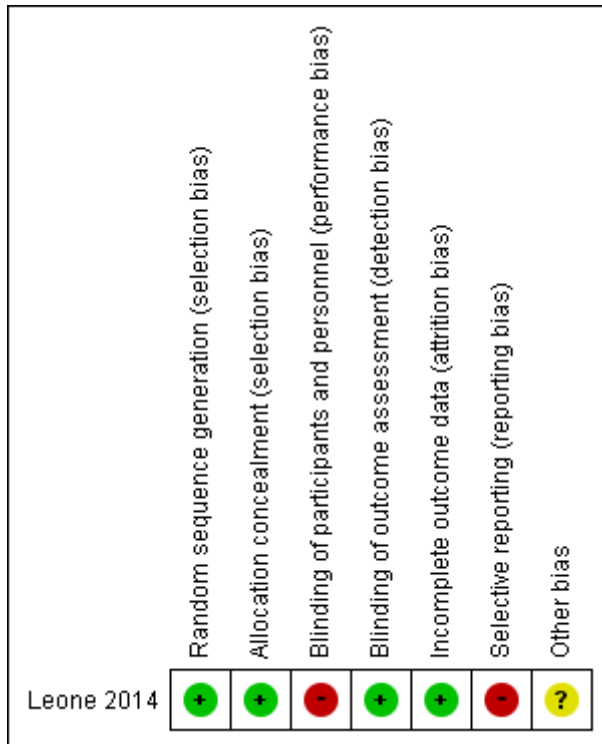 Random sequence generation (selection bias)
Allocation concealment (selection bias)
Blinding of participants and personnel (performance bias)
Blinding of outcome assessment (detection bias)
Incomplete outcome data (attrition bias)
Selective reporting (reporting bias)
Other bias
Leone 2014 + + - + + - ?